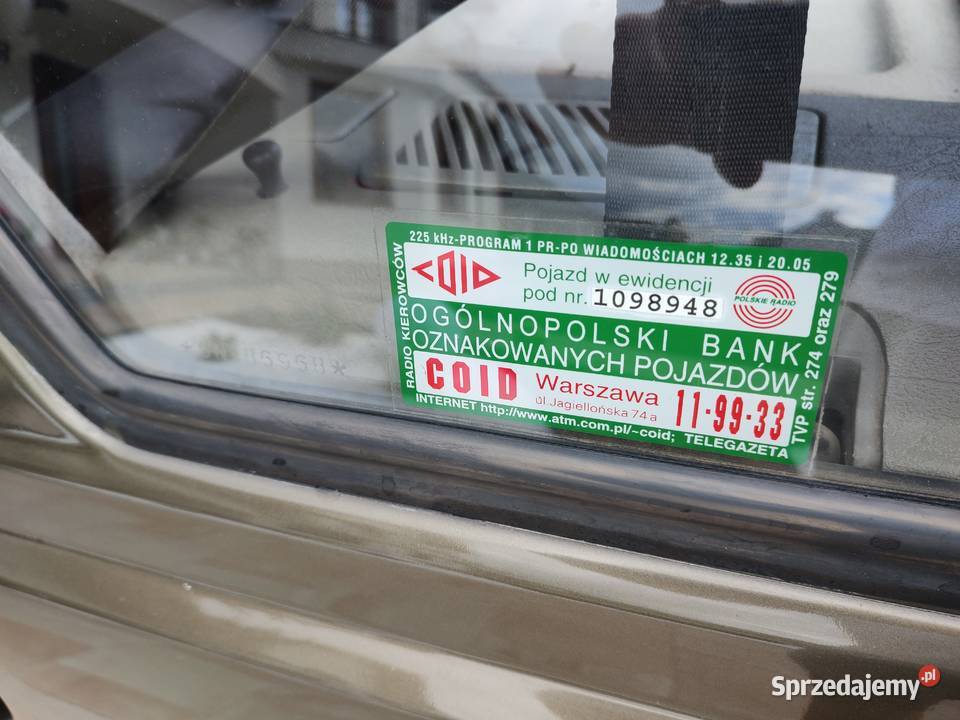 225 kHz-PROGRAM 1 PR-PO WIADOMOŚCIACH 12.35 i 20.05
RADIO KIEROWCÓW
COID
Pojazd w ewidencji
pod nr. 1098948
POLSKIE RADIO
OGÓLNOPOLSKI BANK
OZNAKOWANYCH POJAZDÓW
COID Warszawa 11-99-33
ul. Jagiellońska 74a
INTERNET http://www.atm.com.pl/~coid; TELEGAZETA
TVP str. 274 oraz 279
Sprzedajemy.pl